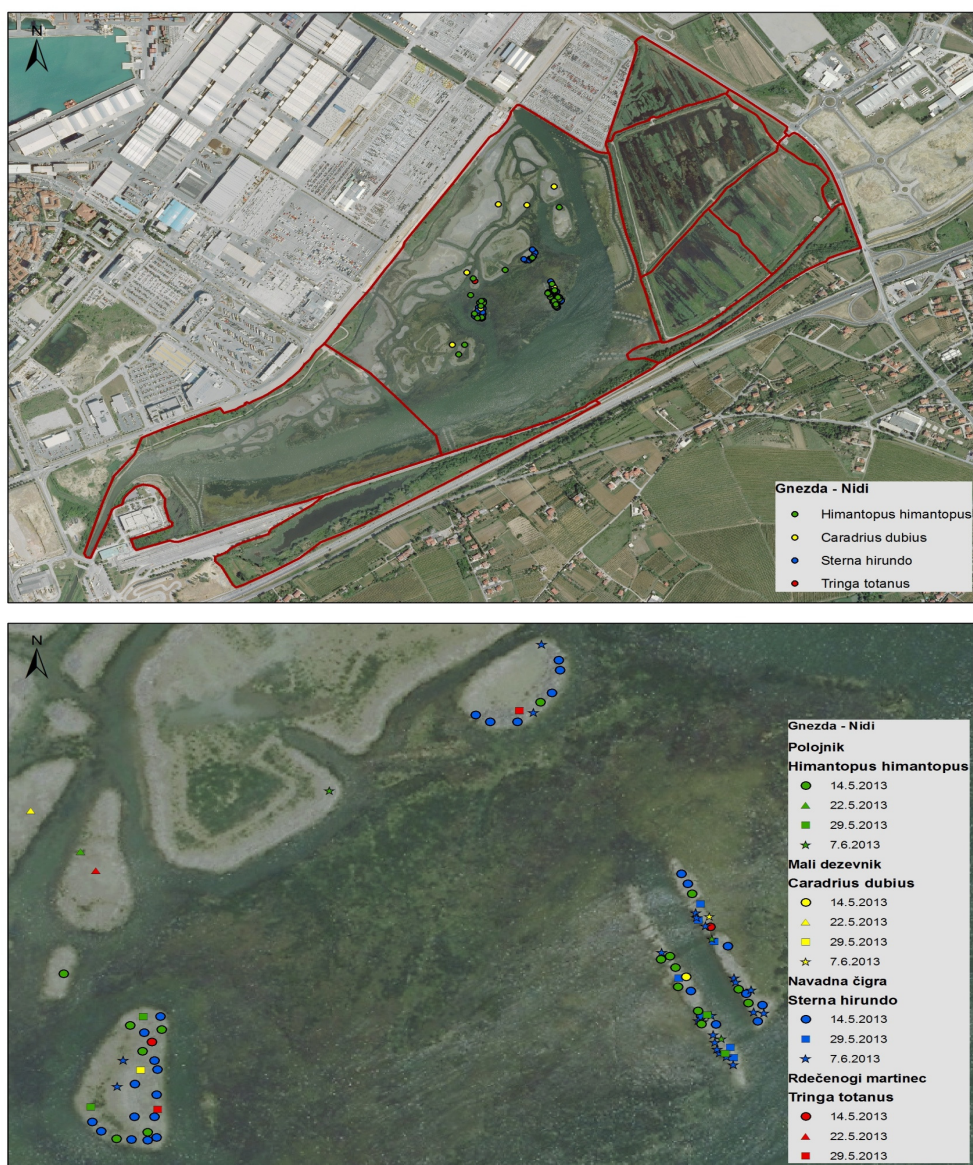 N
Gnezda - Nidi
Himantopus himantopus
Caradrius dubius
Sterna hirundo
Tringa totanus
N
Gnezda - Nidi
Polojnik
Himantopus himantopus
14.5.2013
22.5.2013
29.5.2013
7.6.2013
Mali dezevnik
Caradrius dubius
14.5.2013
22.5.2013
29.5.2013
7.6.2013
Navadna čigra
Sterna hirundo
14.5.2013
29.5.2013
7.6.2013
Rdečenogi martinec
Tringa totanus
14.5.2013
22.5.2013
29.5.2013